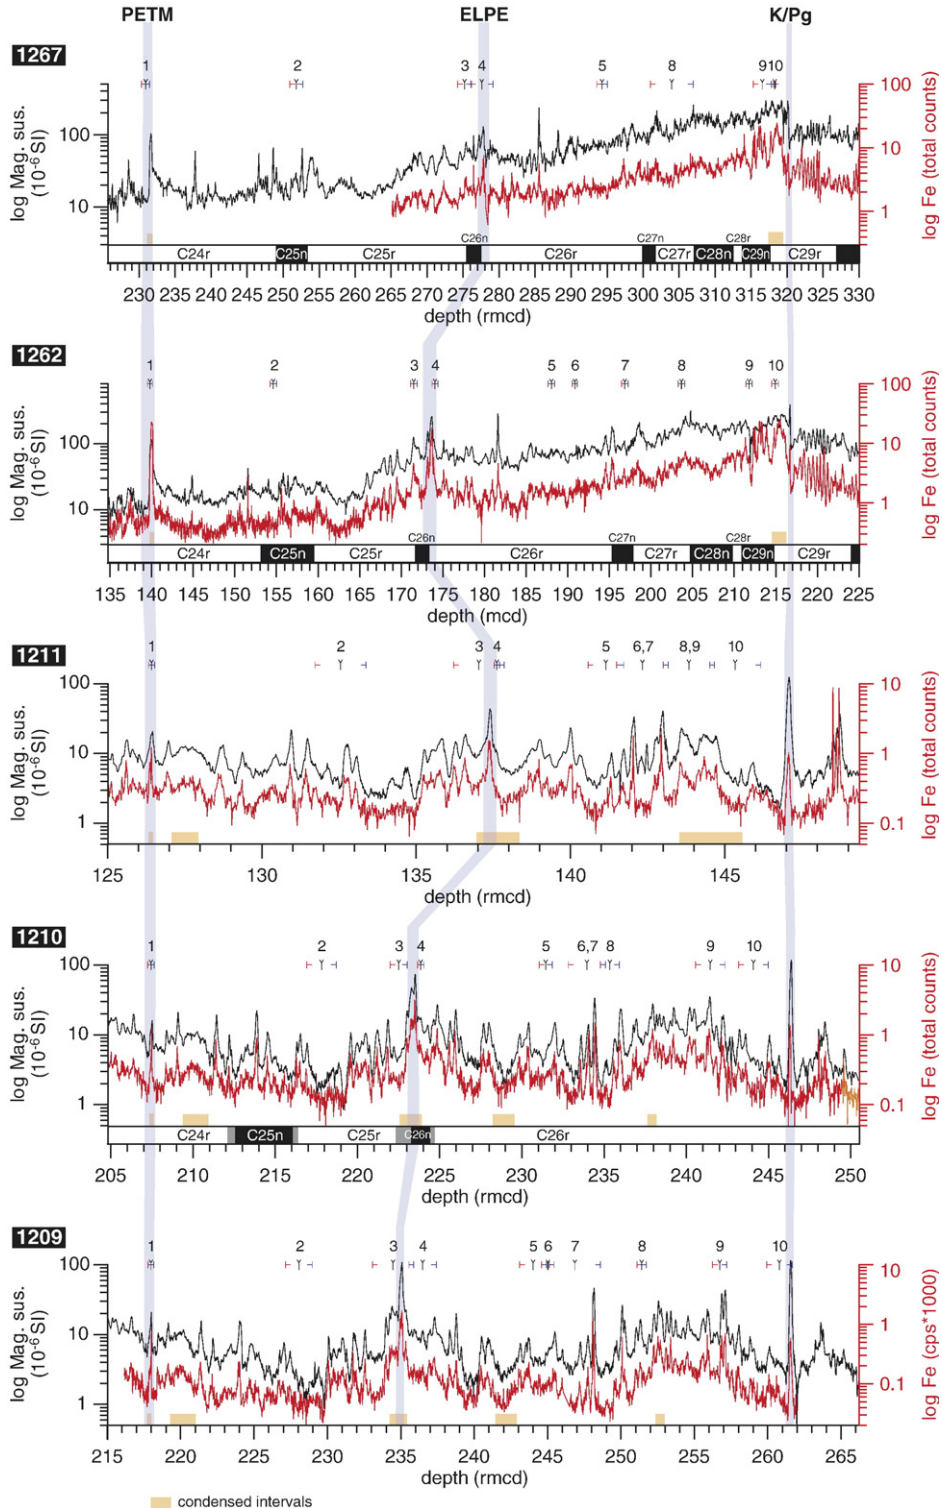 PETM ELPE K/Pg
1267
1 2 3 4 5 8 9 10
log Mag. sus. (10⁻⁶SI)
100
10
log Fe (total counts)
100
10
1
C24r C25n C25r C26n C26r C27n C27r C28n C28r C29n C29r
230 235 240 245 250 255 260 265 270 275 280 285 290 295 300 305 310 315 320 325 330
depth (rmcd)
1262
1 2 3 4 5 6 7 8 9 10
log Mag. sus. (10⁻⁶SI)
100
10
log Fe (total counts)
100
10
1
C24r C25n C25r C26n C26r C27n C27r C28n C28r C29n C29r
135 140 145 150 155 160 165 170 175 180 185 190 195 200 205 210 215 220 225
depth (mcd)
1211
1 2 3 4 5 6,7 8,9 10
log Mag. sus. (10⁻⁶SI)
100
10
1
log Fe (total counts)
10
1
0.1
125 130 135 140 145
depth (rmcd)
1210
1 2 3 4 5 6,7 8 9 10
log Mag. sus. (10⁻⁶SI)
100
10
1
log Fe (total counts)
10
1
0.1
C24r C25n C25r C26n C26r
205 210 215 220 225 230 235 240 245 250
depth (rmcd)
1209
1 2 3 4 5 6 7 8 9 10
log Mag. sus. (10⁻⁶SI)
100
10
1
log Fe (cps*1000)
10
1
0.1
215 220 225 230 235 240 245 250 255 260 265
depth (rmcd)
condensed intervals